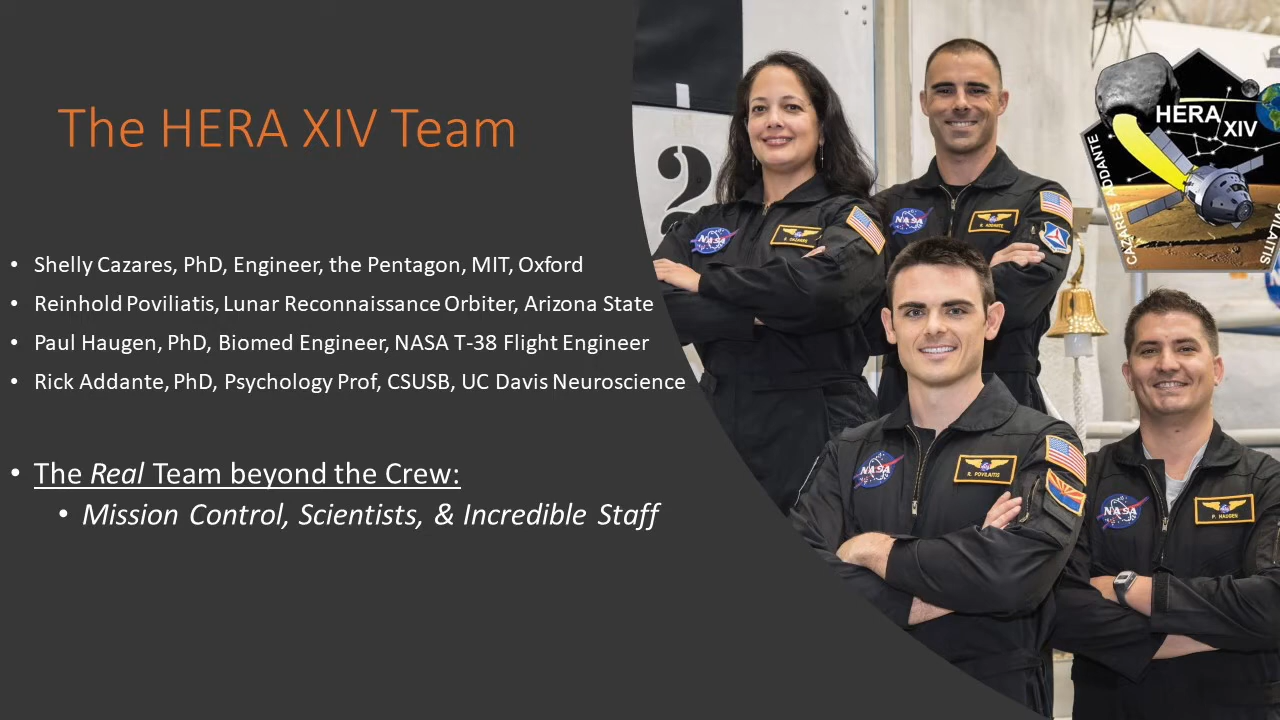 The HERA XIV Team
• Shelly Cazares, PhD, Engineer, the Pentagon, MIT, Oxford
• Reinhold Poviliatis, Lunar Reconnaissance Orbiter, Arizona State
• Paul Haugen, PhD, Biomed Engineer, NASA T-38 Flight Engineer
• Rick Addante, PhD, Psychology Prof, CSUSB, UC Davis Neuroscience
• The Real Team beyond the Crew:
• Mission Control, Scientists, & Incredible Staff
HERA
XIV
CAZARES ADDANTE
2
NASA
NASA
NASA
R. POVILAITIS
NASA
P. HAUGEN